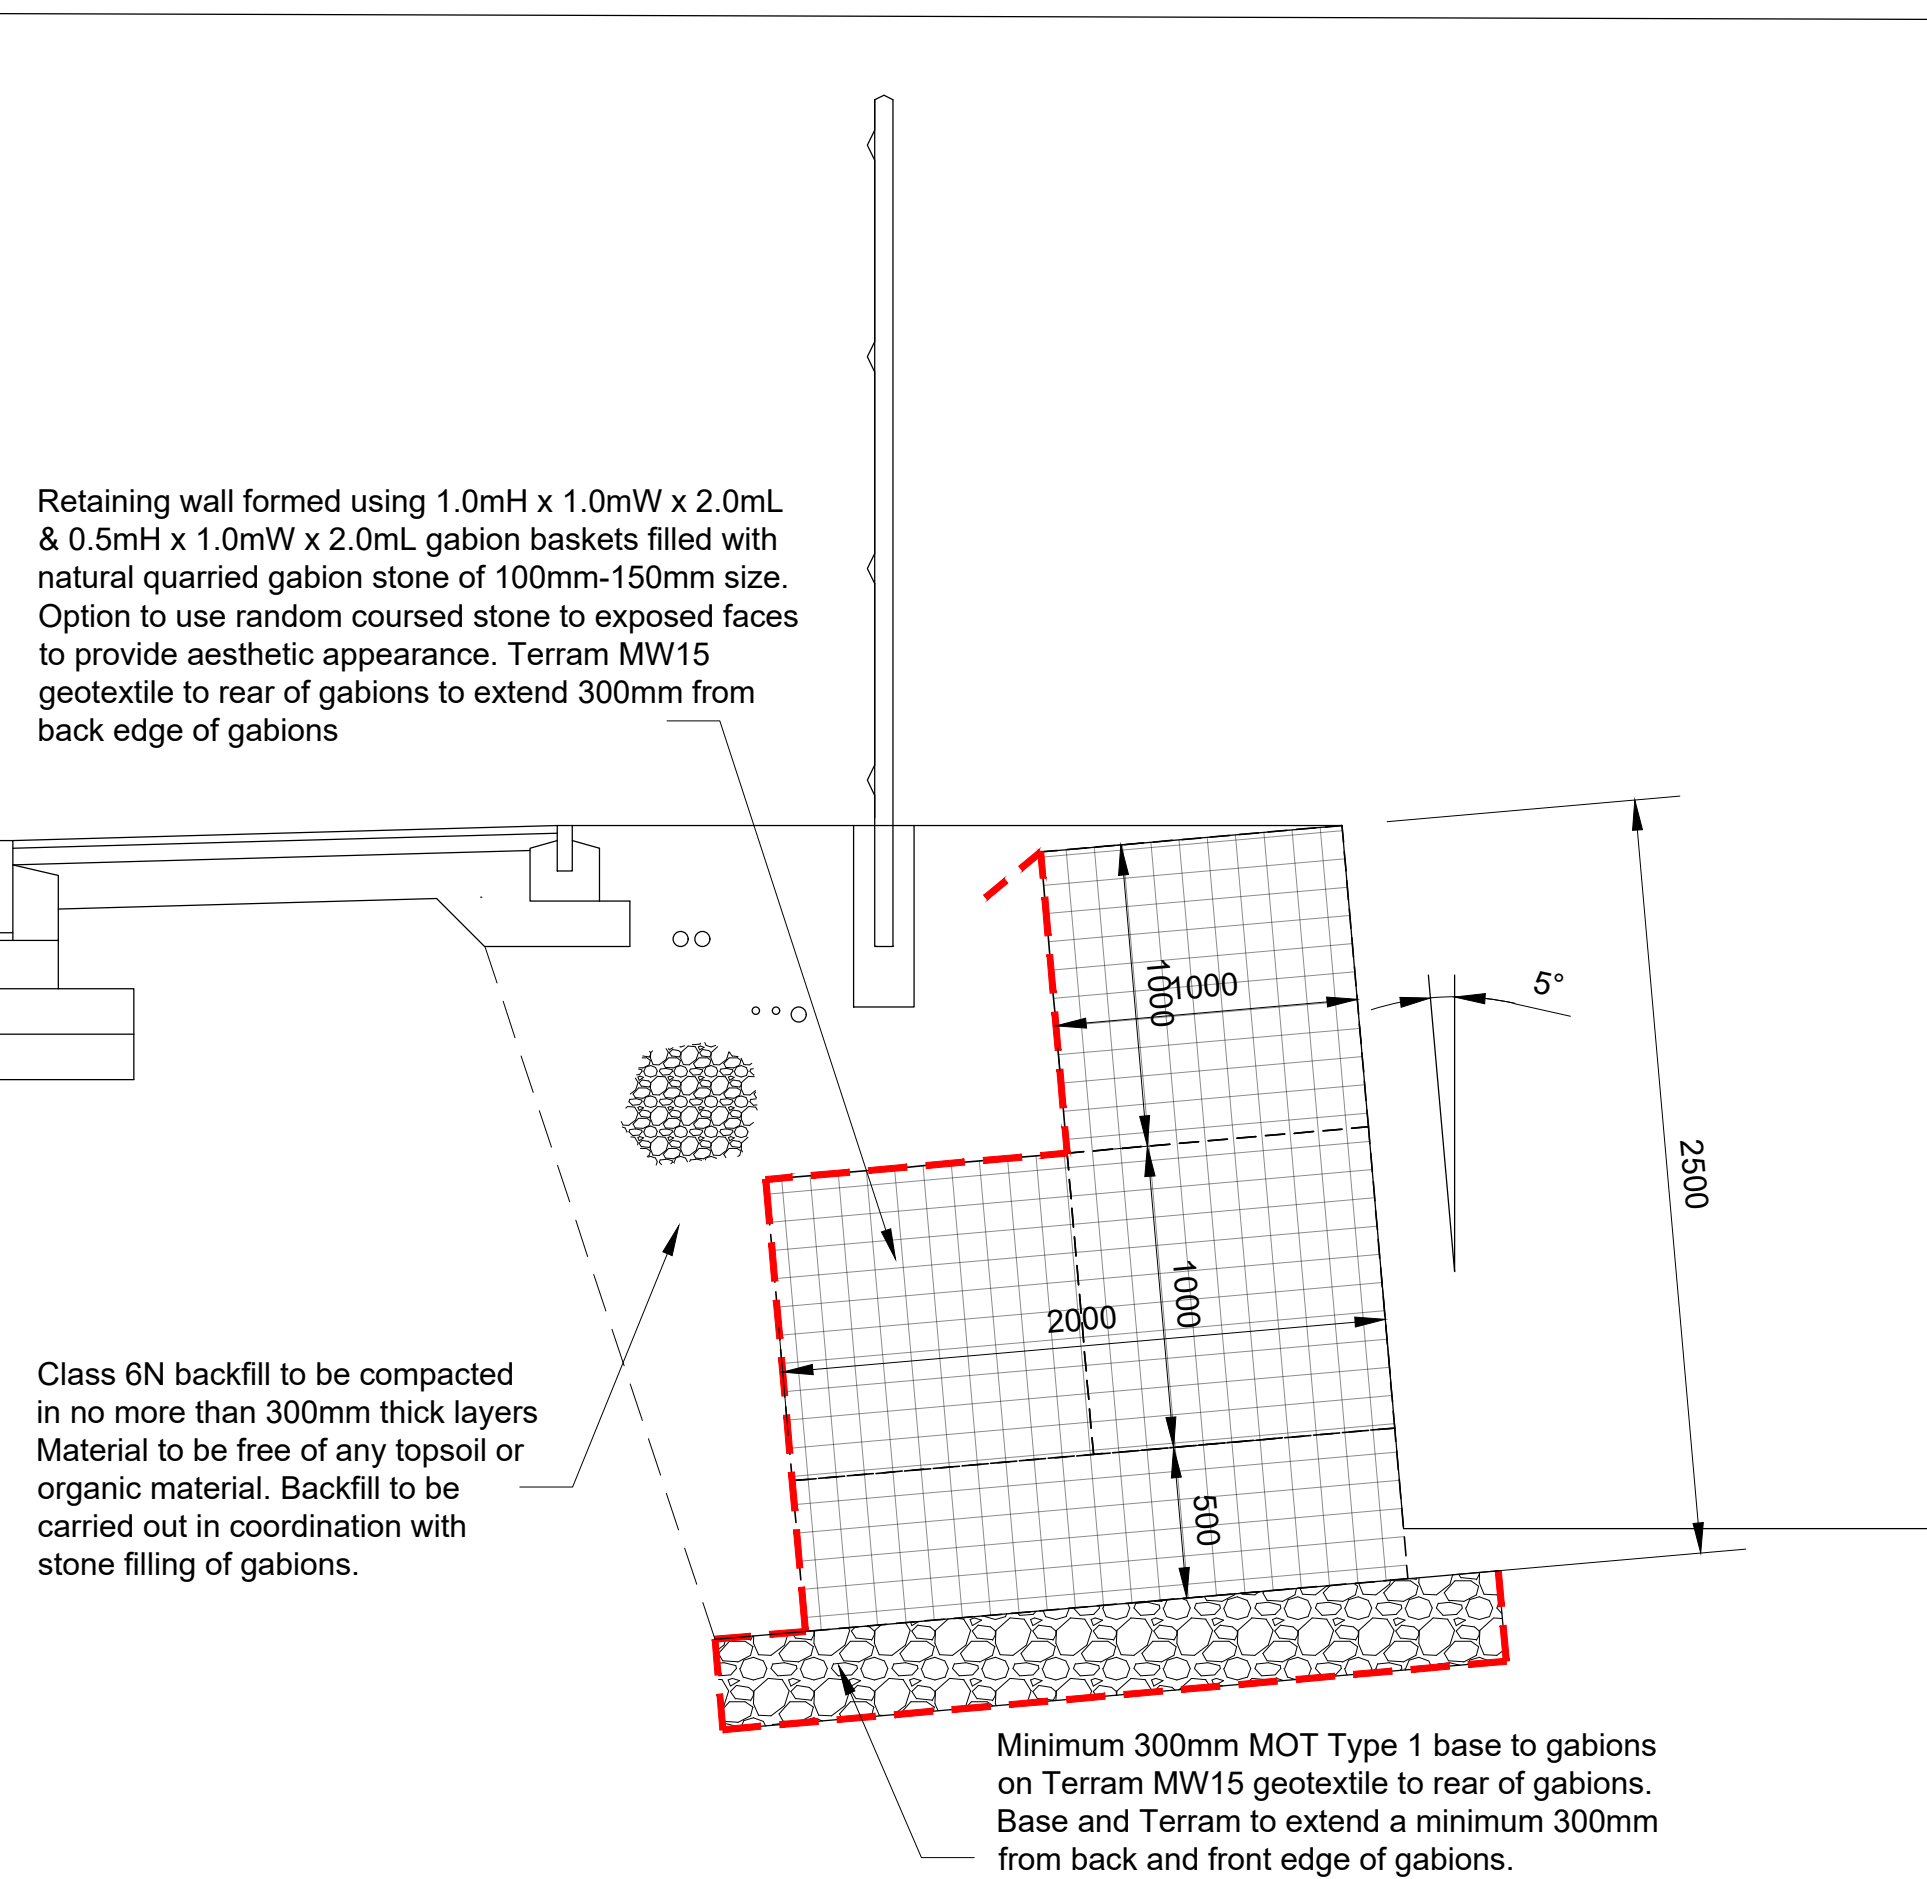 Retaining wall formed using 1.0mH x 1.0mW x 2.0mL
& 0.5mH x 1.0mW x 2.0mL gabion baskets filled with
natural quarried gabion stone of 100mm-150mm size.
Option to use random coursed stone to exposed faces
to provide aesthetic appearance. Terram MW15
geotextile to rear of gabions to extend 300mm from
back edge of gabions
1000
1000
5°
2500
1000
2000
500
Class 6N backfill to be compacted
in no more than 300mm thick layers
Material to be free of any topsoil or
organic material. Backfill to be
carried out in coordination with
stone filling of gabions.
Minimum 300mm MOT Type 1 base to gabions
on Terram MW15 geotextile to rear of gabions.
Base and Terram to extend a minimum 300mm
from back and front edge of gabions.